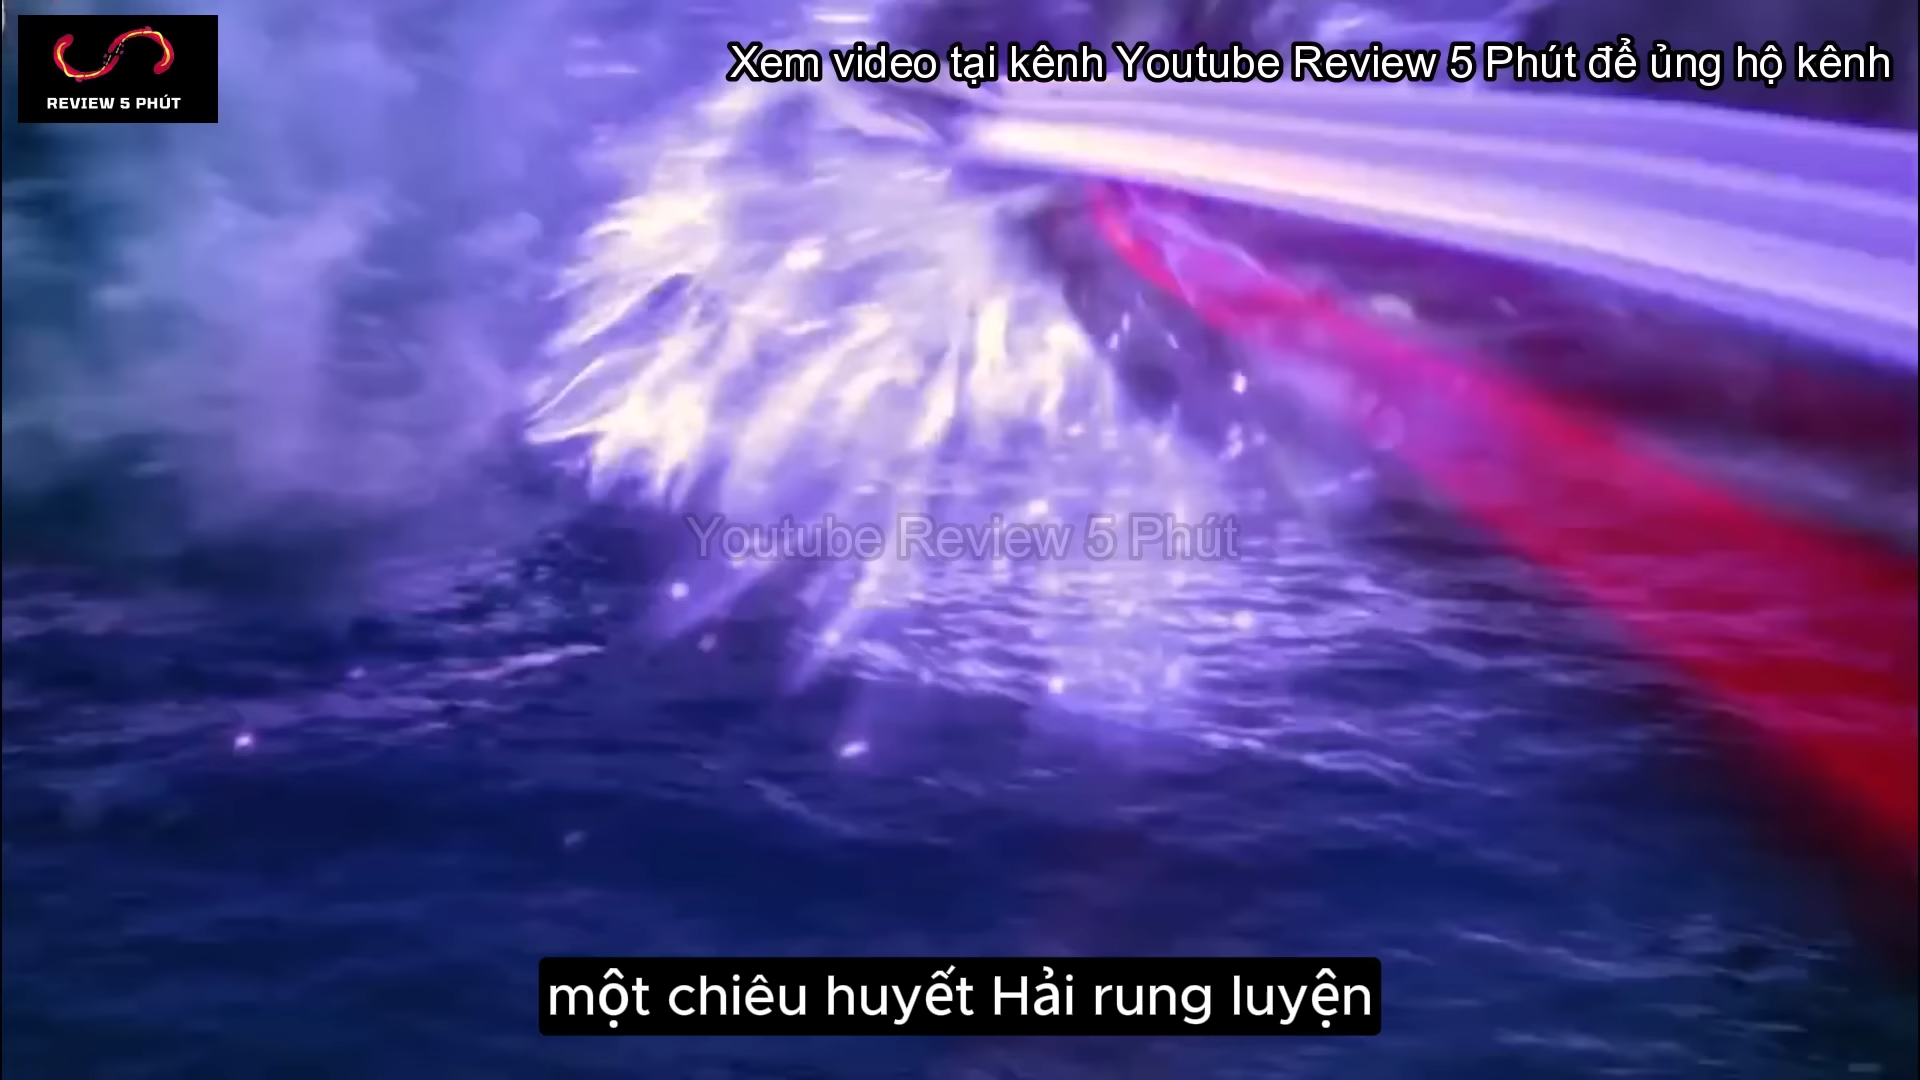 REVIEW 5 PHÚT
Xem video tại kênh Youtube Review 5 Phút để ủng hộ kênh
Youtube Review 5 Phút
một chiêu huyết Hải rung luyện